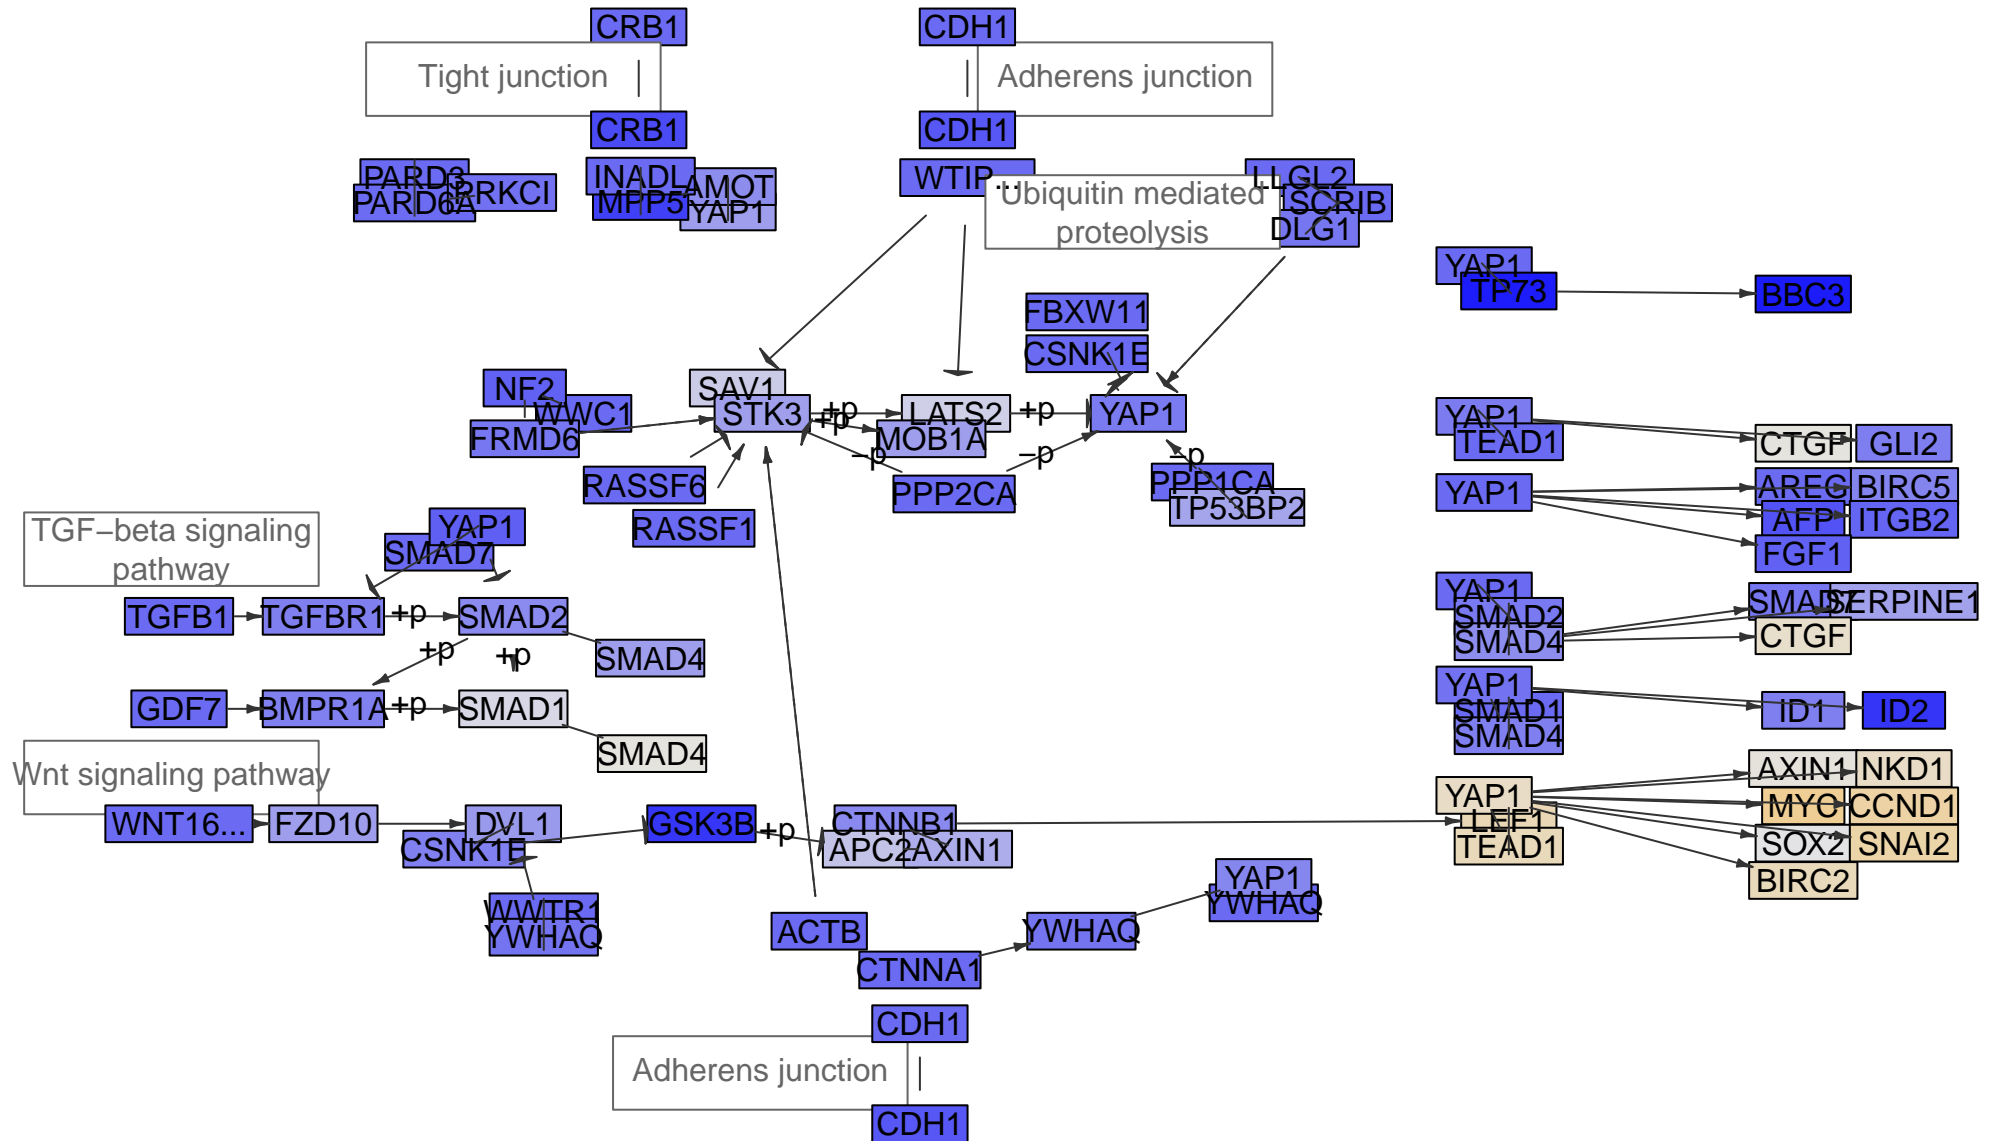 CRB1
CDH1
Tight junction
Adherens junction
CRB1
CDH1
PARD3
PRKCI
PARD6A
INADL
AMOT
MPP5
YAP1
WTIP...
LLGL2
Ubiquitin mediated
proteolysis
SCRIB
DLG1
YAP1
TP73
BBC3
FBXW11
CSNK1E
NF2
WWC1
FRMD6
SAV1
STK3
+p
+p
LATS2
MOB1A
+p
YAP1
YAP1
TEAD1
CTGF
GLI2
RASSF6
RASSF1
−p
PPP2CA
−p
−p
PPP1CA
TP53BP2
YAP1
AREG
BIRC5
AFP
ITGB2
FGF1
TGF−beta signaling
pathway
YAP1
SMAD7
TGFB1
TGFBR1
+p
SMAD2
+p
+p
SMAD4
YAP1
SMAD2
SMAD4
SMAD7
SERPINE1
CTGF
GDF7
BMPR1A
+p
SMAD1
SMAD4
YAP1
SMAD1
SMAD4
ID1
ID2
Wnt signaling pathway
WNT16...
FZD10
DVL1
CSNK1E
GSK3B
+p
CTNNB1
APC2
AXIN1
YAP1
LEF1
TEAD1
AXIN1
NKD1
MYC
CCND1
SOX2
SNAI2
BIRC2
WWTR1
YWHAQ
ACTB
CTNNA1
YWHAQ
YAP1
YWHAQ
CDH1
Adherens junction
CDH1